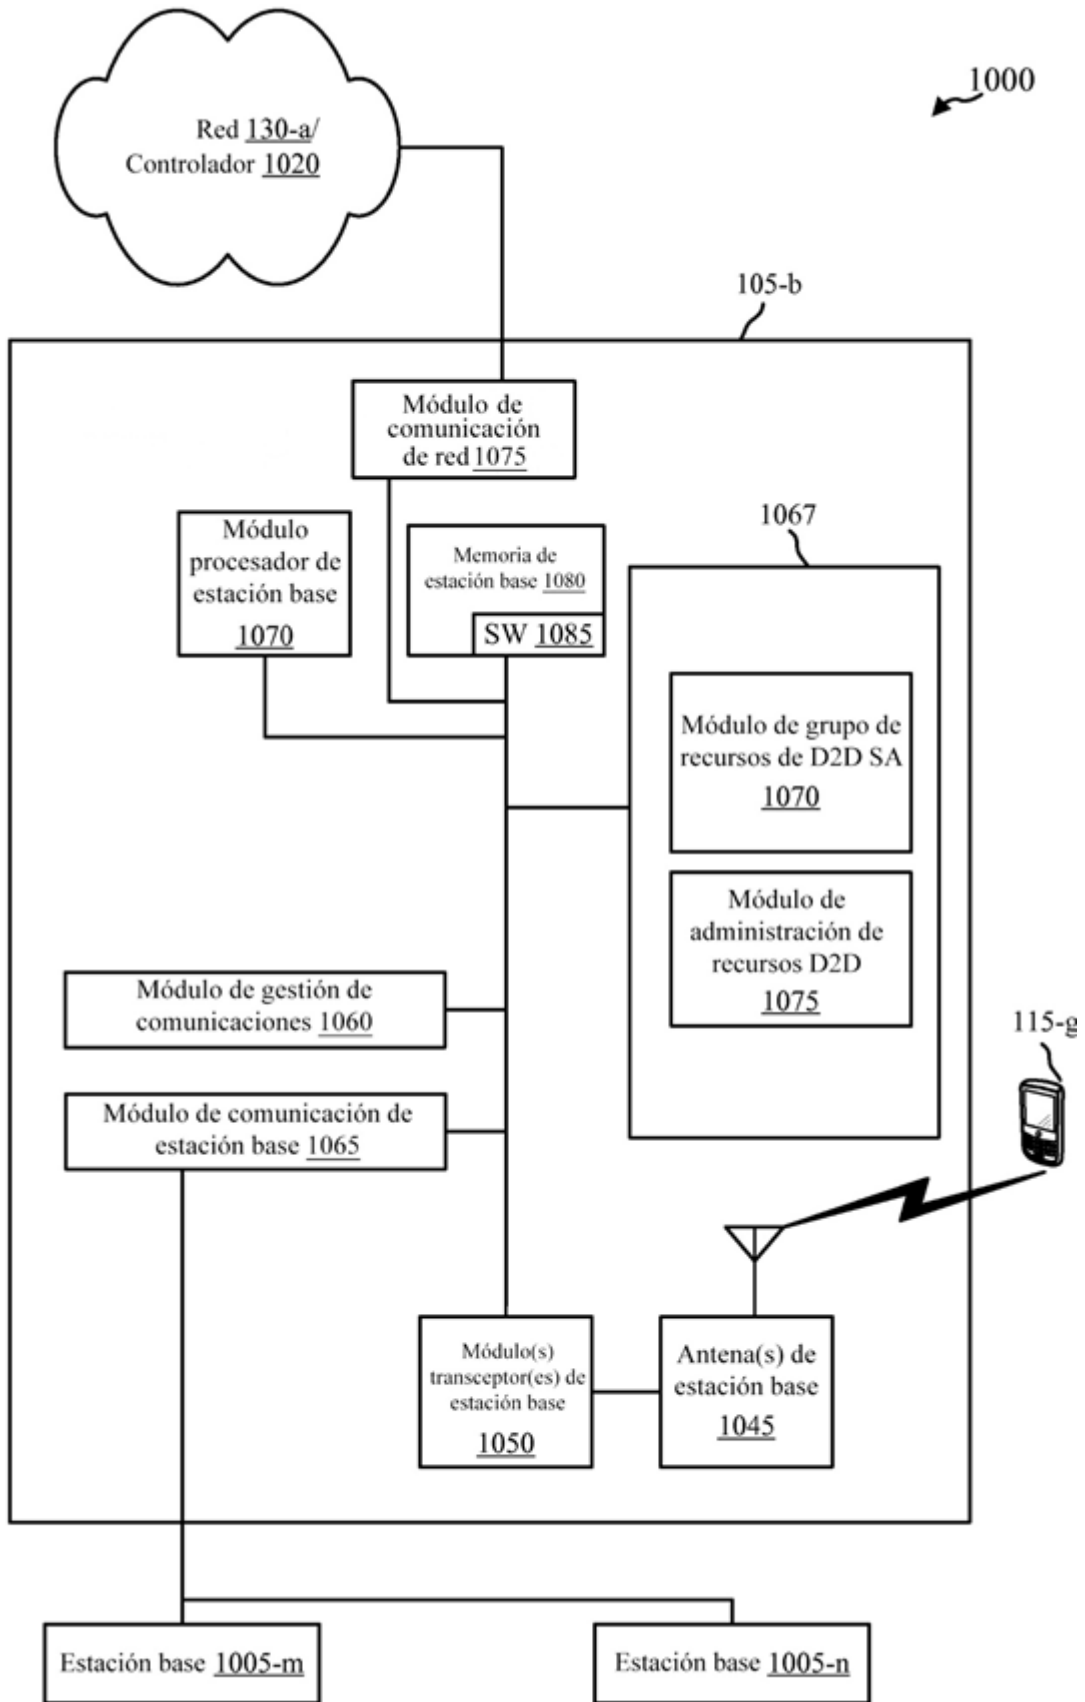 1000
Red 130-a/
Controlador 1020
105-b
Módulo de
comunicación
de red 1075
1067
Módulo
procesador de
estación base
1070
Memoria de
estación base 1080
SW 1085
Módulo de grupo de
recursos de D2D SA
1070
Módulo de
administración de
recursos D2D
1075
Módulo de gestión de
comunicaciones 1060
115-g
Módulo de comunicación de
estación base 1065
Módulo(s)
transceptor(es) de
estación base
1050
Antena(s) de
estación base
1045
Estación base 1005-m
Estación base 1005-n